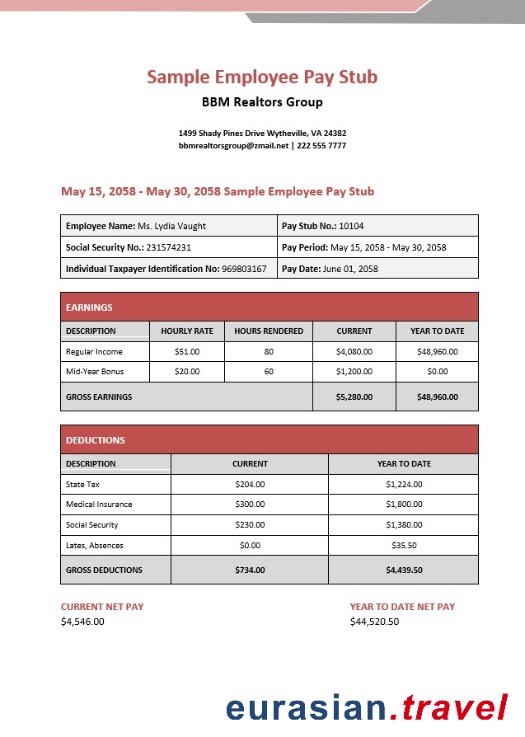 Sample Employee Pay Stub
BBM Realtors Group
1499 Shady Pines Drive Wytheville, VA 24382
bbmrealtorsgroup@zmail.net | 222 555 7777
May 15, 2058 - May 30, 2058 Sample Employee Pay Stub
Employee Name: Ms. Lydia Vaught Pay Stub No.: 10104
Social Security No.: 231574231 Pay Period: May 15, 2058 - May 30, 2058
Individual Taxpayer Identification No: 969803167 Pay Date: June 01, 2058
EARNINGS
DESCRIPTION HOURLY RATE HOURS RENDERED CURRENT YEAR TO DATE
Regular Income $51.00 80 $4,080.00 $48,960.00
Mid-Year Bonus $20.00 60 $1,200.00 $0.00
GROSS EARNINGS $5,280.00 $48,960.00
DEDUCTIONS
DESCRIPTION CURRENT YEAR TO DATE
State Tax $204.00 $1,224.00
Medical Insurance $300.00 $1,800.00
Social Security $230.00 $1,380.00
Lates, Absences $0.00 $35.50
GROSS DEDUCTIONS $734.00 $4,439.50
CURRENT NET PAY YEAR TO DATE NET PAY
$4,546.00 $44,520.50
eurasian.travel